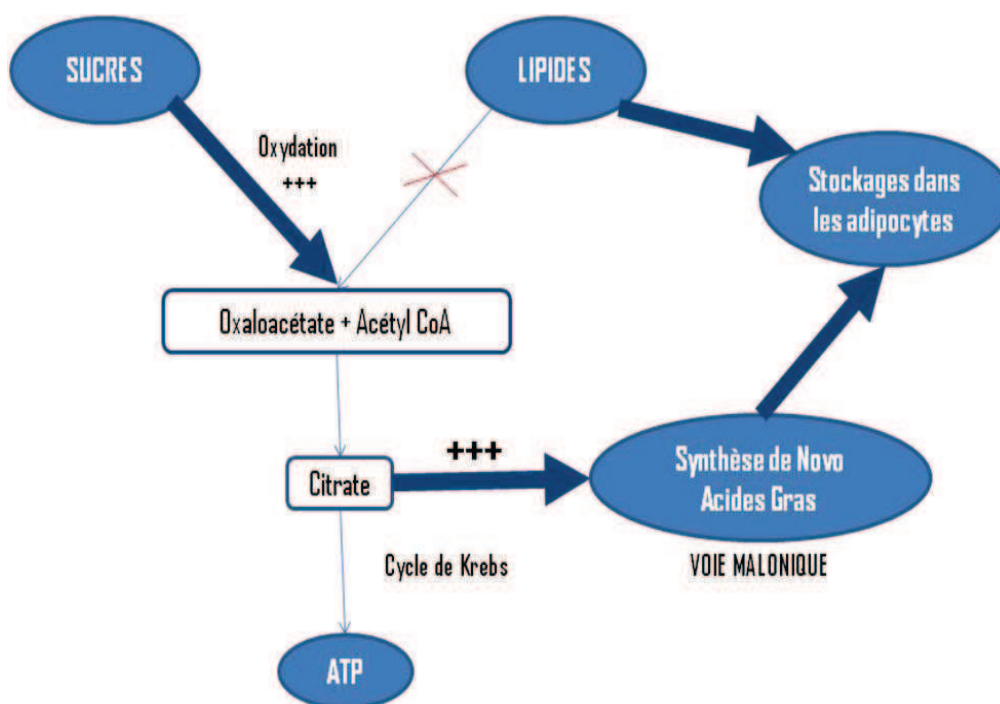 SUCRES
LIPIDES
Oxydation
+++
Stockages dans
les adipocytes
Oxaloacétate + Acétyl CoA
+++
Citrate
Synthèse de Novo
Acides Gras
Cycle de Krebs
VOIE MALONIQUE
ATP